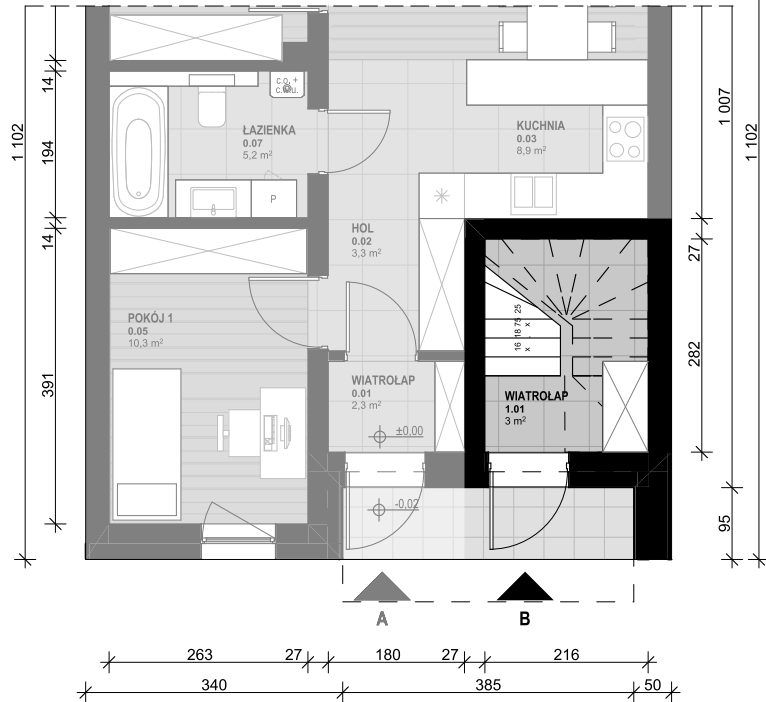 c.o. +
c.w.u.
ŁAZIENKA
0.07
5,2 m²
P
KUCHNIA
0.03
8,9 m²
HOL
0.02
3,3 m²
POKÓJ 1
0.05
10,3 m²
WIATROŁAP
0.01
2,3 m²
±0,00
-0,02
16 x 18.75 x 25
WIATROŁAP
1.01
3 m²
1 102
14
194
14
391
1 007
27
282
95
1 102
A
B
263
27
180
27
216
340
385
50